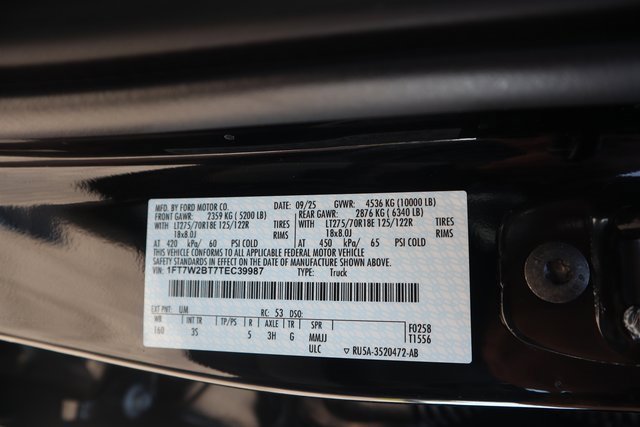 MFD. BY FORD MOTOR CO. DATE: 09/25 GVWR: 4536 KG (10000 LB)
FRONT GAWR: 2359 KG ( 5200 LB) REAR GAWR: 2876 KG ( 6340 LB)
WITH LT275/70R18E 125/122R TIRES WITH LT275/70R18E 125/122R TIRES
18x8.0J RIMS 18x8.0J RIMS
AT 420 kPa/ 60 PSI COLD AT 450 kPa/ 65 PSI COLD
THIS VEHICLE CONFORMS TO ALL APPLICABLE FEDERAL MOTOR VEHICLE
SAFETY STANDARDS IN EFFECT ON THE DATE OF MANUFACTURE SHOWN ABOVE.
VIN: 1FT7W2BT7TEC39987 TYPE: Truck
EXT PNT: UM RC: 53 DSO:
WB INT TR TP/PS R AXLE TR SPR F0258
160 3S 5 3H G MMJJ T1556
ULC RU5A-3520472-AB